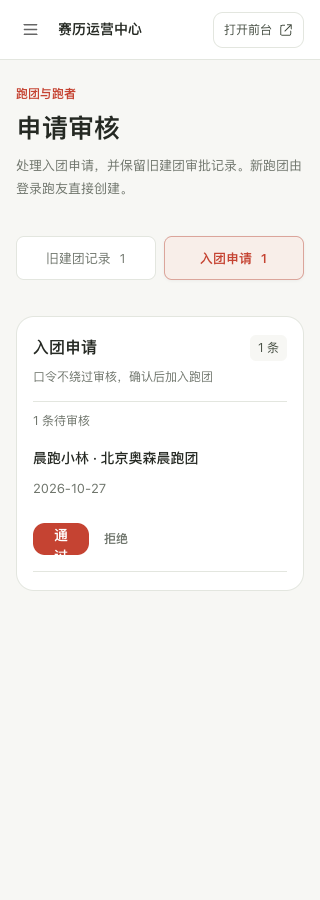 赛历运营中心
打开前台
跑团与跑者
申请审核
处理入团申请，并保留旧建团审批记录。新跑团由
登录跑友直接创建。
旧建团记录 1
入团申请 1
入团申请
1 条
口令不绕过审核，确认后加入跑团
1 条待审核
晨跑小林 · 北京奥森晨跑团
2026-10-27
通
过
拒绝